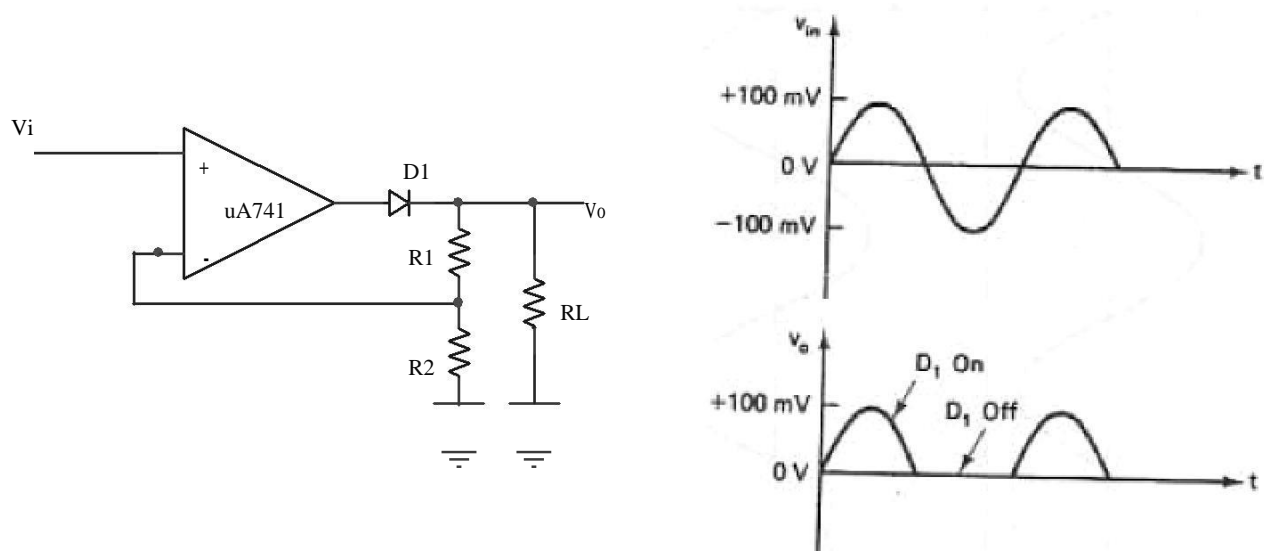 Vi
+
uA741
-
D1
Vo
R1
R2
RL
vin
+100 mV
0 V
−100 mV
t
vo
D1 On
D1 Off
+100 mV
0 V
t